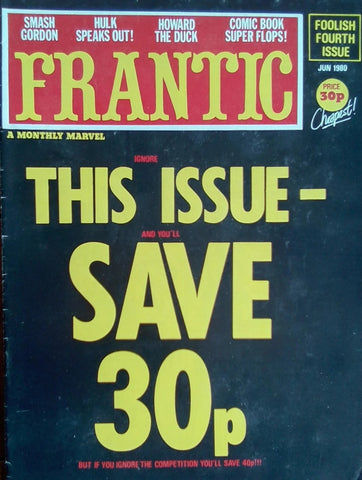 SMASH GORDON
HULK SPEAKS OUT!
HOWARD THE DUCK
COMIC BOOK SUPER FLOPS!
FOOLISH
FOURTH
ISSUE
JUN 1980
FRANTIC
PRICE
30p
Cheapest!
A MONTHLY MARVEL
IGNORE
THIS ISSUE–
AND YOU'LL
SAVE
30p
BUT IF YOU IGNORE THE COMPETITION YOU'LL SAVE 40p!!!